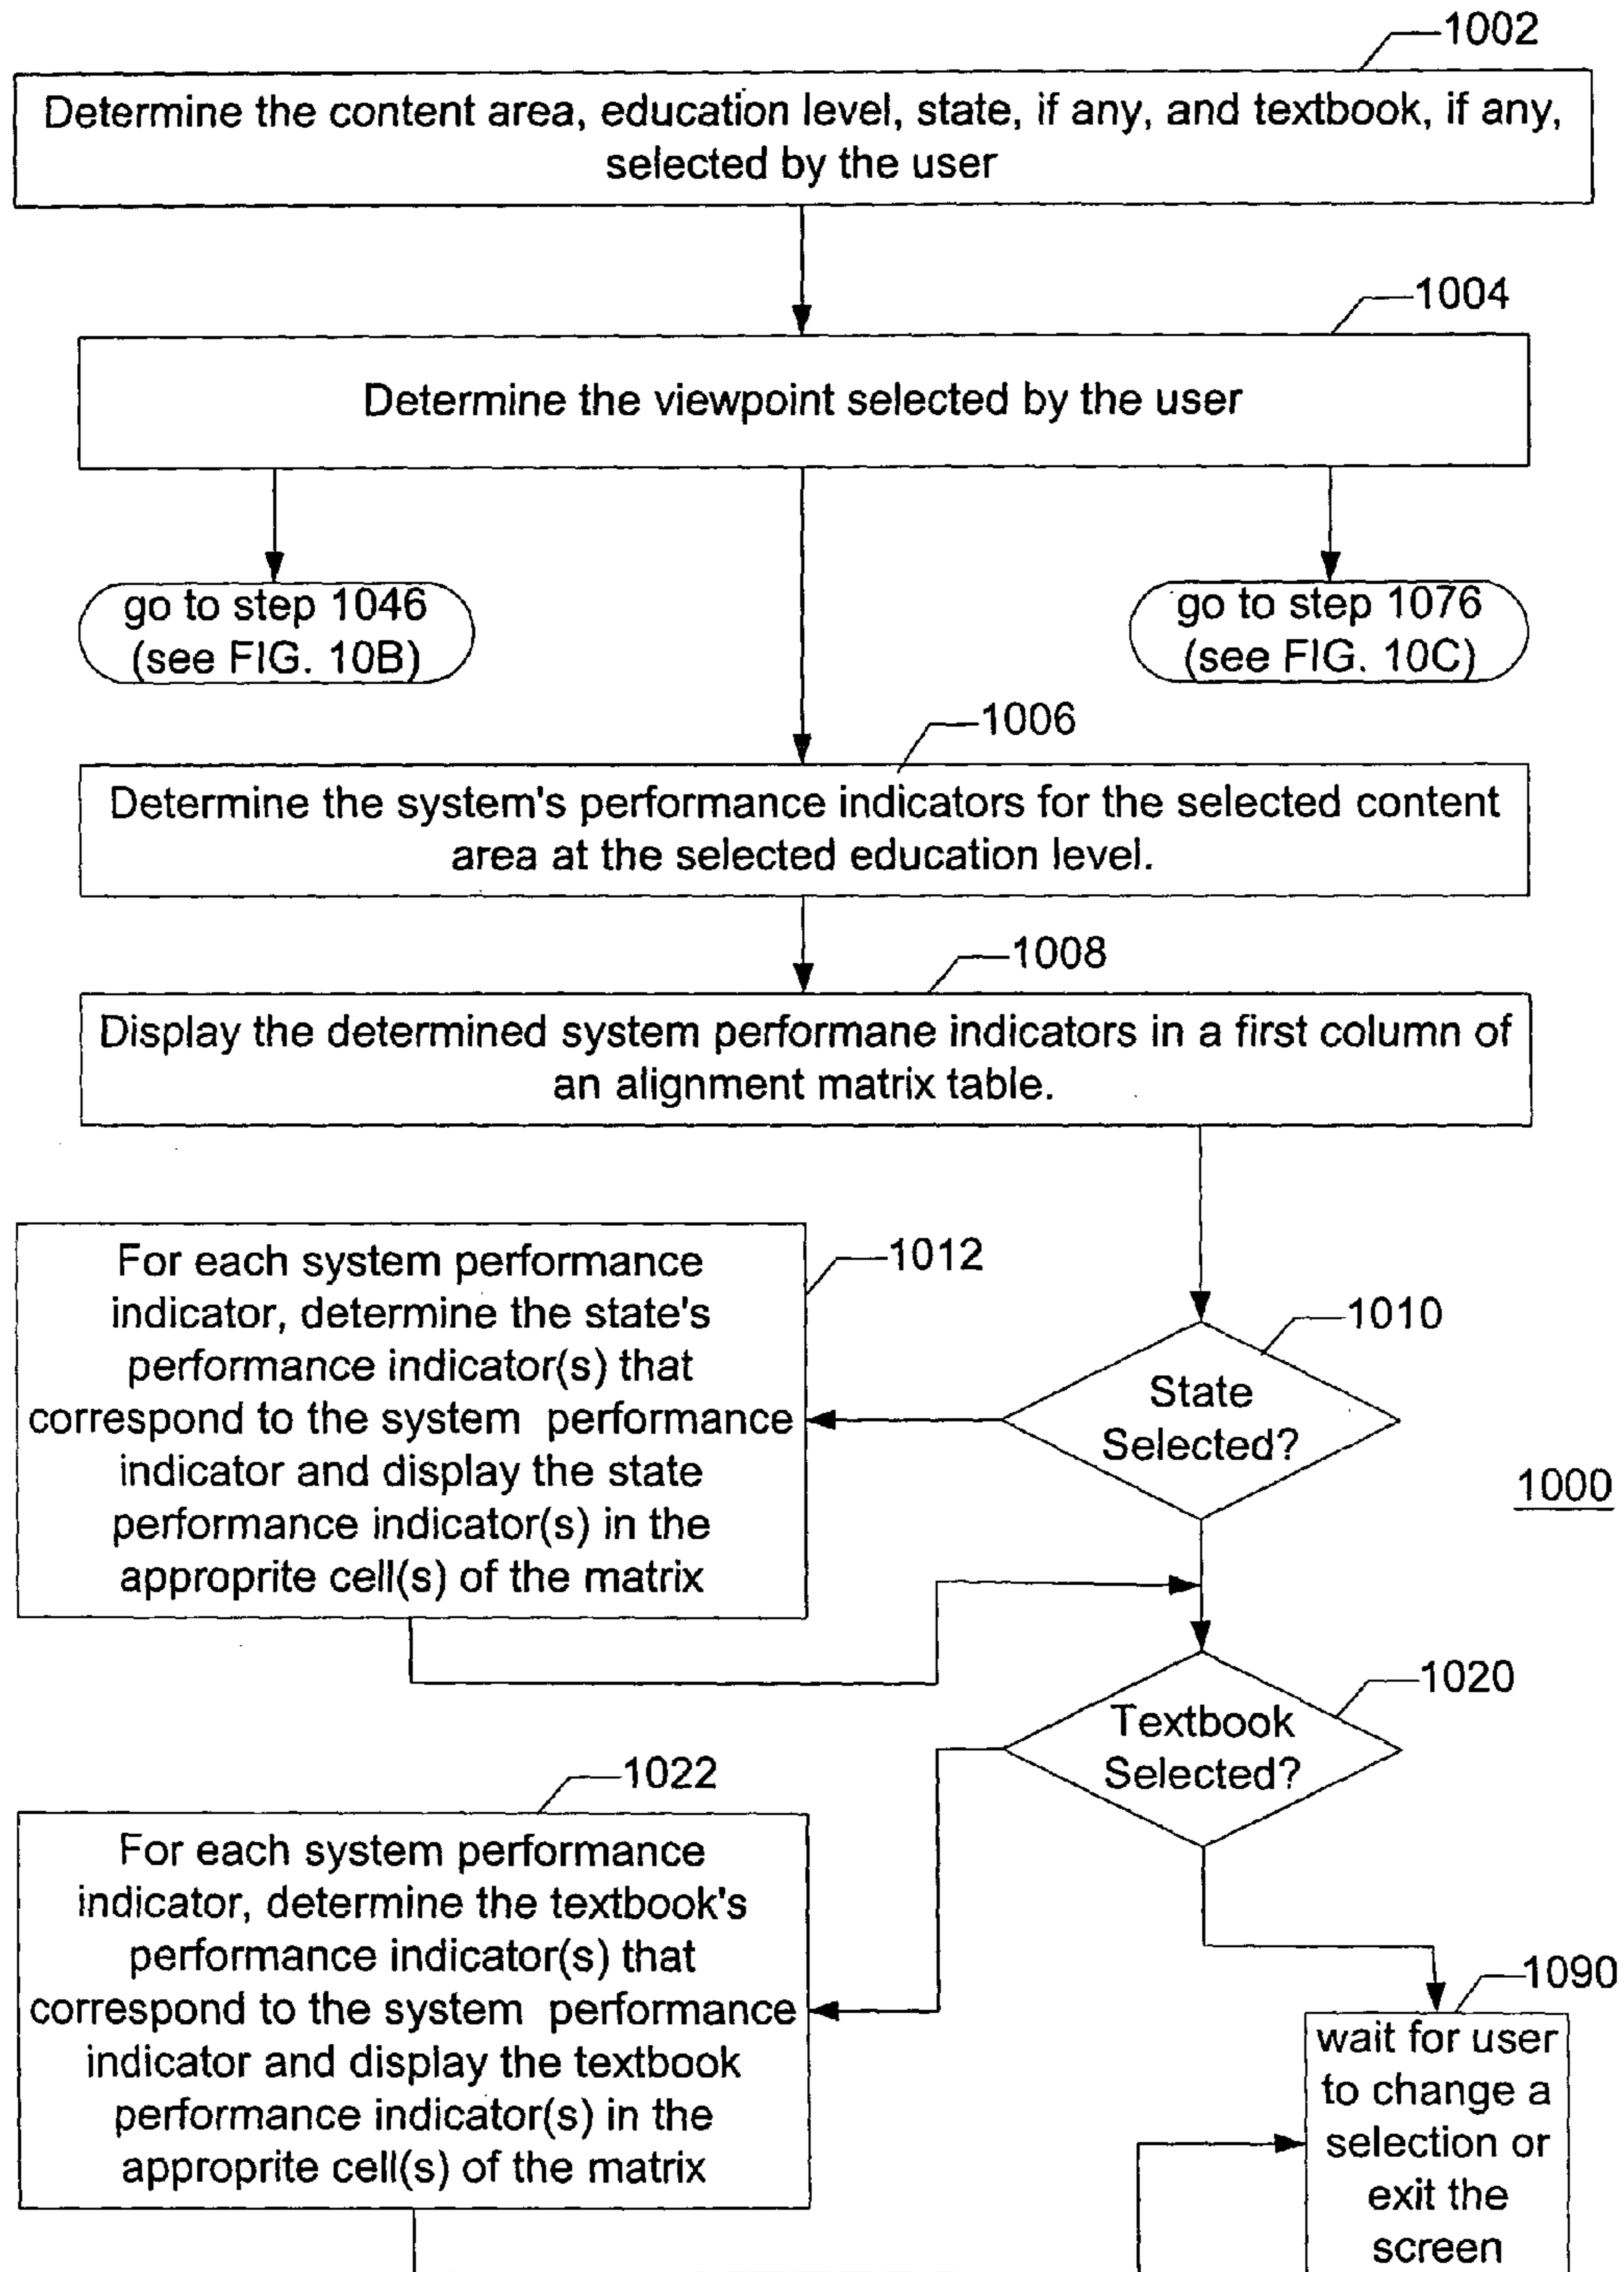 1002
Determine the content area, education level, state, if any, and textbook, if any,
selected by the user
1004
Determine the viewpoint selected by the user
go to step 1046
(see FIG. 10B)
go to step 1076
(see FIG. 10C)
1006
Determine the system's performance indicators for the selected content
area at the selected education level.
1008
Display the determined system performane indicators in a first column of
an alignment matrix table.
1012
For each system performance
indicator, determine the state's
performance indicator(s) that
correspond to the system performance
indicator and display the state
performance indicator(s) in the
approprite cell(s) of the matrix
1010
State
Selected?
1000
1020
Textbook
Selected?
1022
For each system performance
indicator, determine the textbook's
performance indicator(s) that
correspond to the system performance
indicator and display the textbook
performance indicator(s) in the
approprite cell(s) of the matrix
1090
wait for user
to change a
selection or
exit the
screen